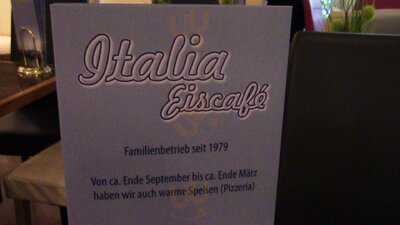 Italia
Eiscafé
Familienbetrieb seit 1979
Von ca. Ende September bis ca. Ende März
haben wir auch warme Speisen (Pizzeria)